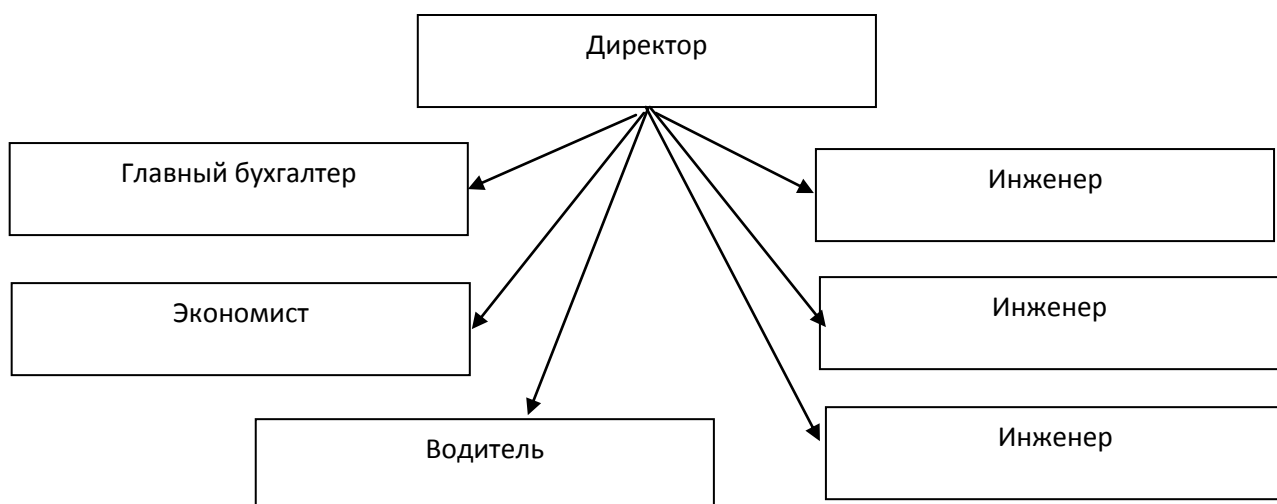 Директор
Главный бухгалтер
Инженер
Экономист
Инженер
Водитель
Инженер